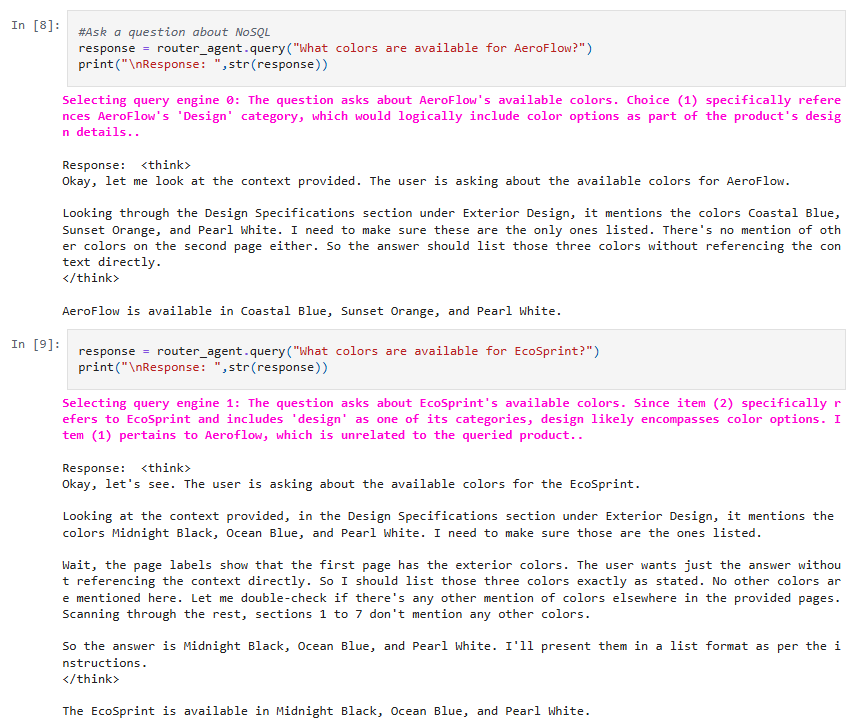 In [8]:
#Ask a question about NoSQL
response = router_agent.query("What colors are available for AeroFlow?")
print("\nResponse: ",str(response))
Selecting query engine 0: The question asks about AeroFlow's available colors. Choice (1) specifically refere
nces AeroFlow's 'Design' category, which would logically include color options as part of the product's desig
n details..
Response:  <think>
Okay, let me look at the context provided. The user is asking about the available colors for AeroFlow.
Looking through the Design Specifications section under Exterior Design, it mentions the colors Coastal Blue,
Sunset Orange, and Pearl White. I need to make sure these are the only ones listed. There's no mention of oth
er colors on the second page either. So the answer should list those three colors without referencing the con
text directly.
</think>
AeroFlow is available in Coastal Blue, Sunset Orange, and Pearl White.
In [9]:
response = router_agent.query("What colors are available for EcoSprint?")
print("\nResponse: ",str(response))
Selecting query engine 1: The question asks about EcoSprint's available colors. Since item (2) specifically r
efers to EcoSprint and includes 'design' as one of its categories, design likely encompasses color options. I
tem (1) pertains to Aeroflow, which is unrelated to the queried product..
Response:  <think>
Okay, let's see. The user is asking about the available colors for the EcoSprint.
Looking at the context provided, in the Design Specifications section under Exterior Design, it mentions the
colors Midnight Black, Ocean Blue, and Pearl White. I need to make sure those are the ones listed.
Wait, the page labels show that the first page has the exterior colors. The user wants just the answer withou
t referencing the context directly. So I should list those three colors exactly as stated. No other colors ar
e mentioned here. Let me double-check if there's any other mention of colors elsewhere in the provided pages.
Scanning through the rest, sections 1 to 7 don't mention any other colors.
So the answer is Midnight Black, Ocean Blue, and Pearl White. I'll present them in a list format as per the i
nstructions.
</think>
The EcoSprint is available in Midnight Black, Ocean Blue, and Pearl White.